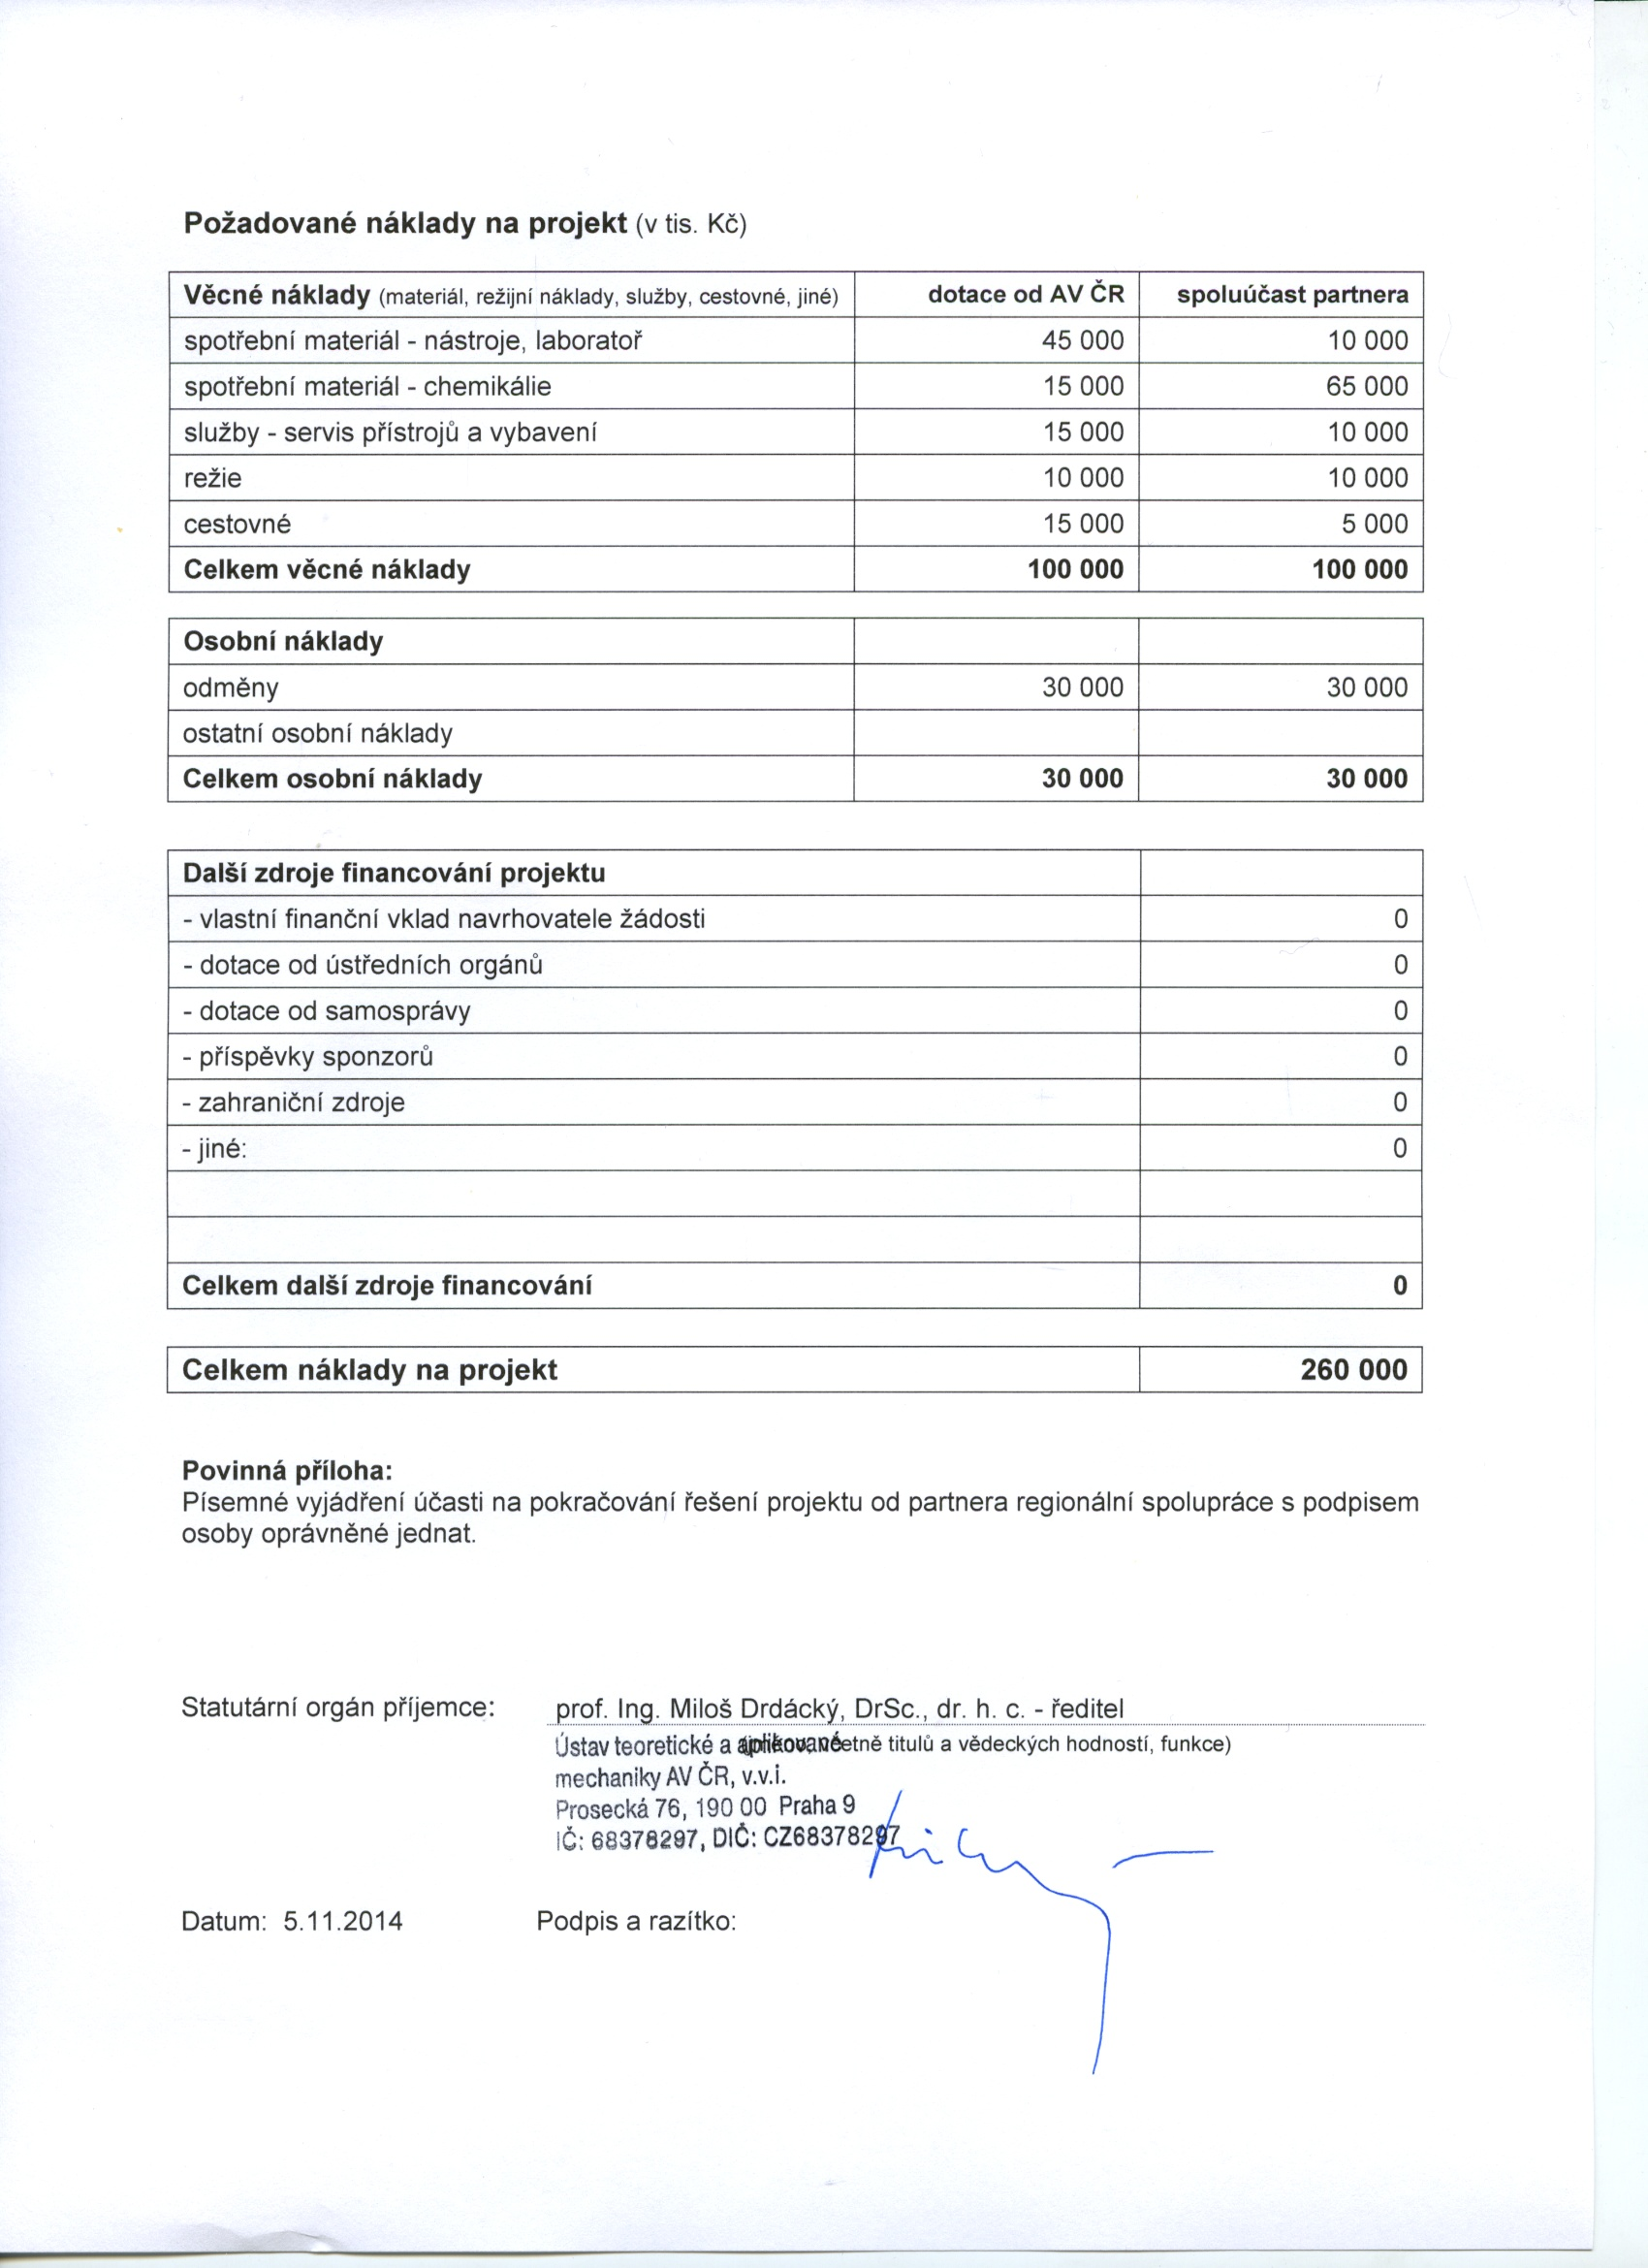 Požadované náklady na projekt (v tis. Kč)
Věcné náklady (materiál, režijní náklady, služby, cestovné, jiné) dotace od AV ČR spoluúčast partnera
spotřební materiál - nástroje, laboratoř 45 000 10 000
spotřební materiál - chemikálie 15 000 65 000
služby - servis přístrojů a vybavení 15 000 10 000
režie 10 000 10 000
cestovné 15 000 5 000
Celkem věcné náklady 100 000 100 000
Osobní náklady
odměny 30 000 30 000
ostatní osobní náklady
Celkem osobní náklady 30 000 30 000
Další zdroje financování projektu
- vlastní finanční vklad navrhovatele žádosti 0
- dotace od ústředních orgánů 0
- dotace od samosprávy 0
- příspěvky sponzorů 0
- zahraniční zdroje 0
- jiné: 0
Celkem další zdroje financování 0
Celkem náklady na projekt 260 000
Povinná příloha:
Písemné vyjádření účasti na pokračování řešení projektu od partnera regionální spolupráce s podpisem
osoby oprávněné jednat.
Statutární orgán příjemce: prof. Ing. Miloš Drdácký, DrSc., dr. h. c. - ředitel
Ústav teoretické a aplikované titulů a vědeckých hodností, funkce)
mechaniky AV ČR, v.v.i.
Prosecká 76, 190 00 Praha 9
IČ: 68378297, DIČ: CZ68378297
Datum: 5.11.2014 Podpis a razítko: